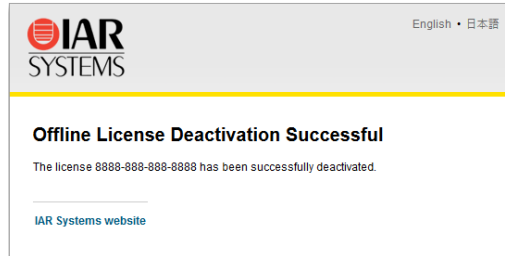 IAR
SYSTEMS
English • 日本語
Offline License Deactivation Successful
The license 8888-888-888-8888 has been successfully deactivated.
IAR Systems website